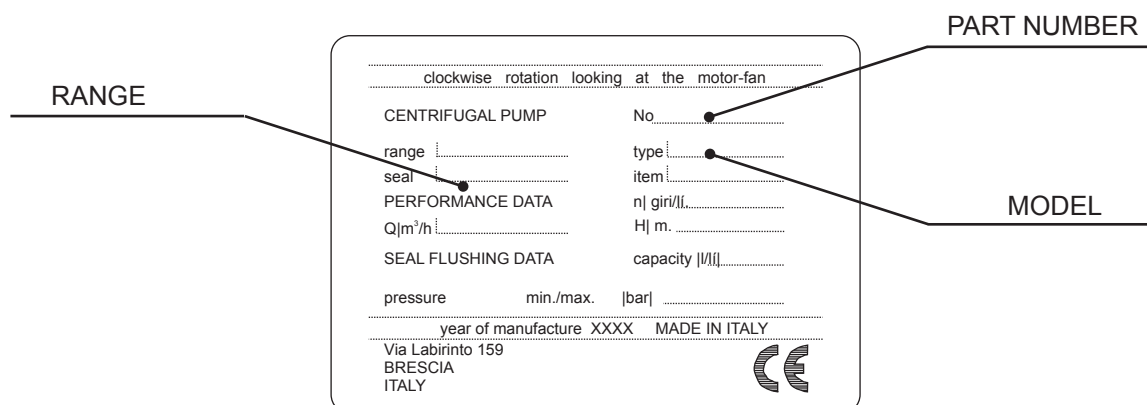 PART NUMBER
RANGE
clockwise rotation looking at the motor-fan
CENTRIFUGAL PUMP No
range type
seal item
PERFORMANCE DATA n| giri/|í,
Q|m³/h H| m.
MODEL
SEAL FLUSHING DATA capacity |l/|í|
pressure min./max. |bar|
year of manufacture XXXX MADE IN ITALY
Via Labirinto 159
BRESCIA
ITALY
CE